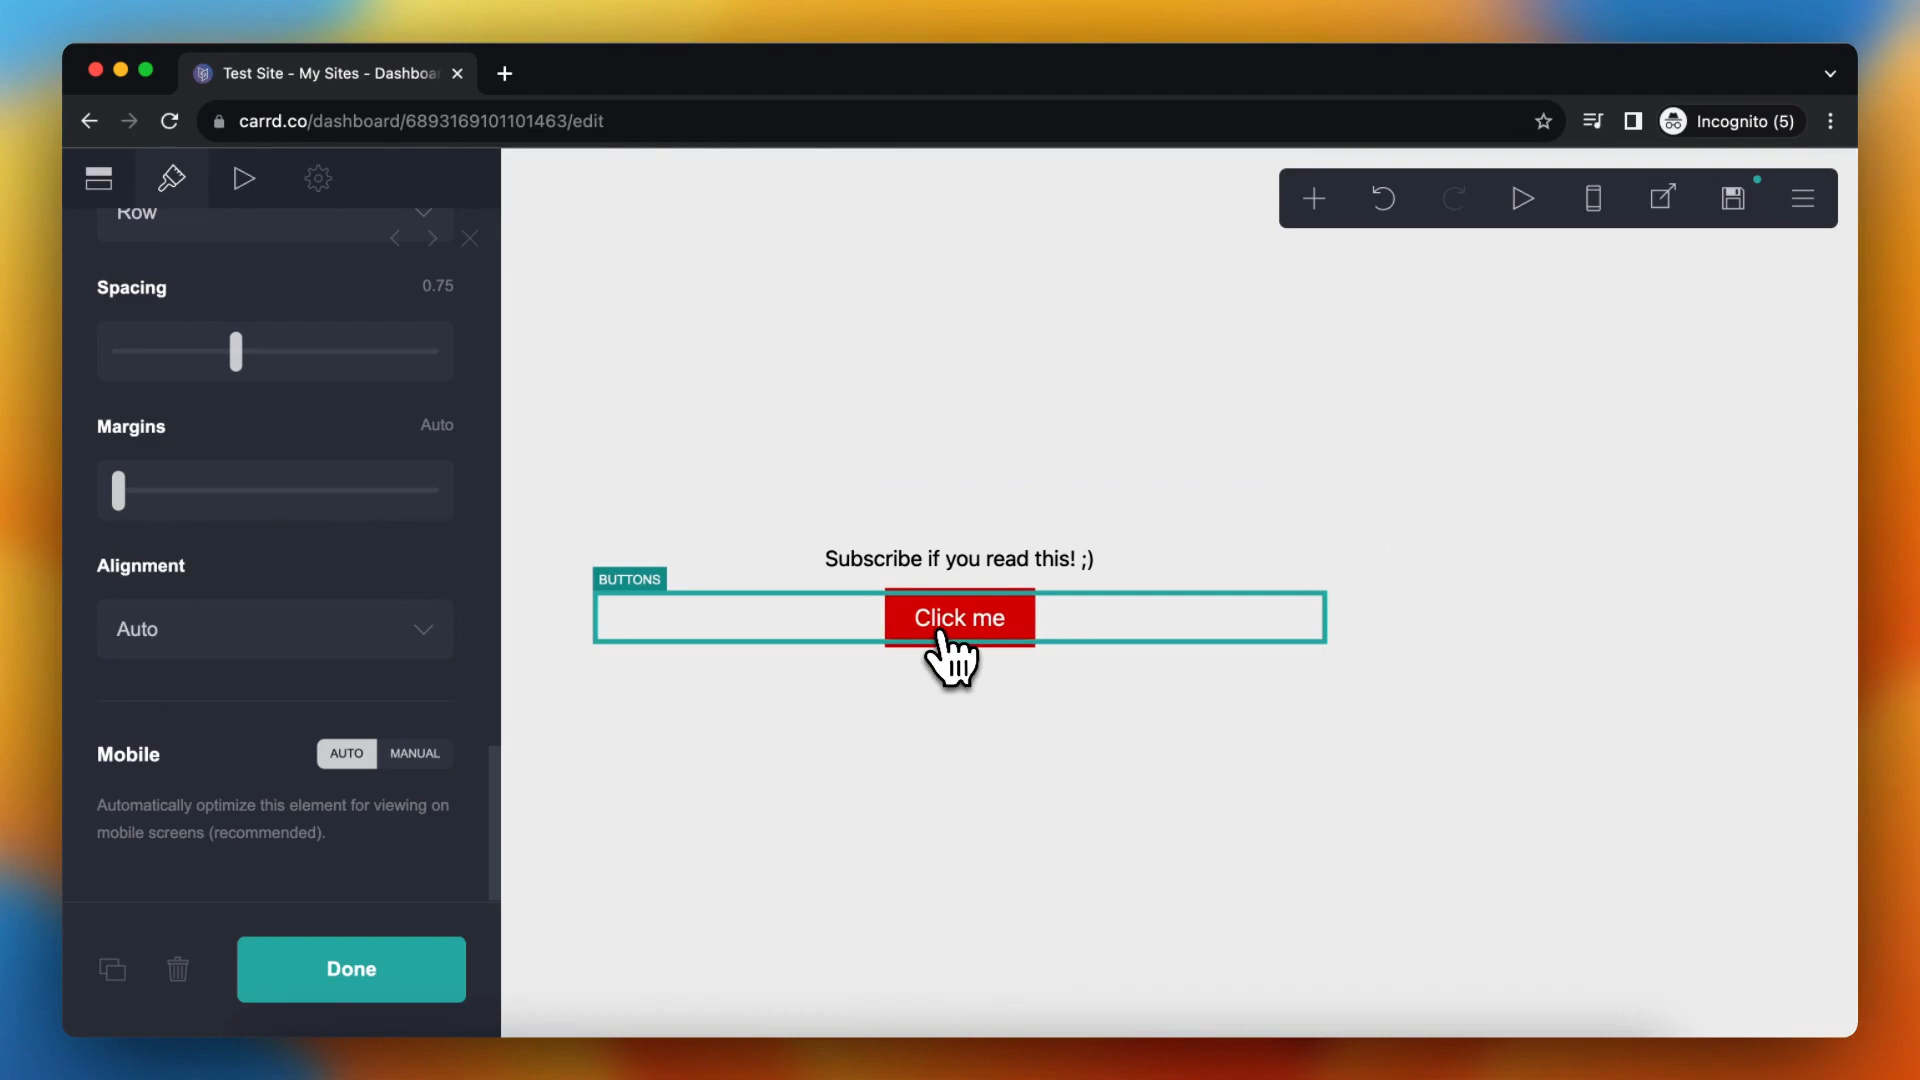 Test Site - My Sites - Dashboar
carrd.co/dashboard/6893169101101463/edit
Incognito (5)
Row
Spacing
0.75
Margins
Auto
Alignment
Auto
Mobile
AUTO
MANUAL
Automatically optimize this element for viewing on
mobile screens (recommended).
Done
Subscribe if you read this! ;)
BUTTONS
Click me